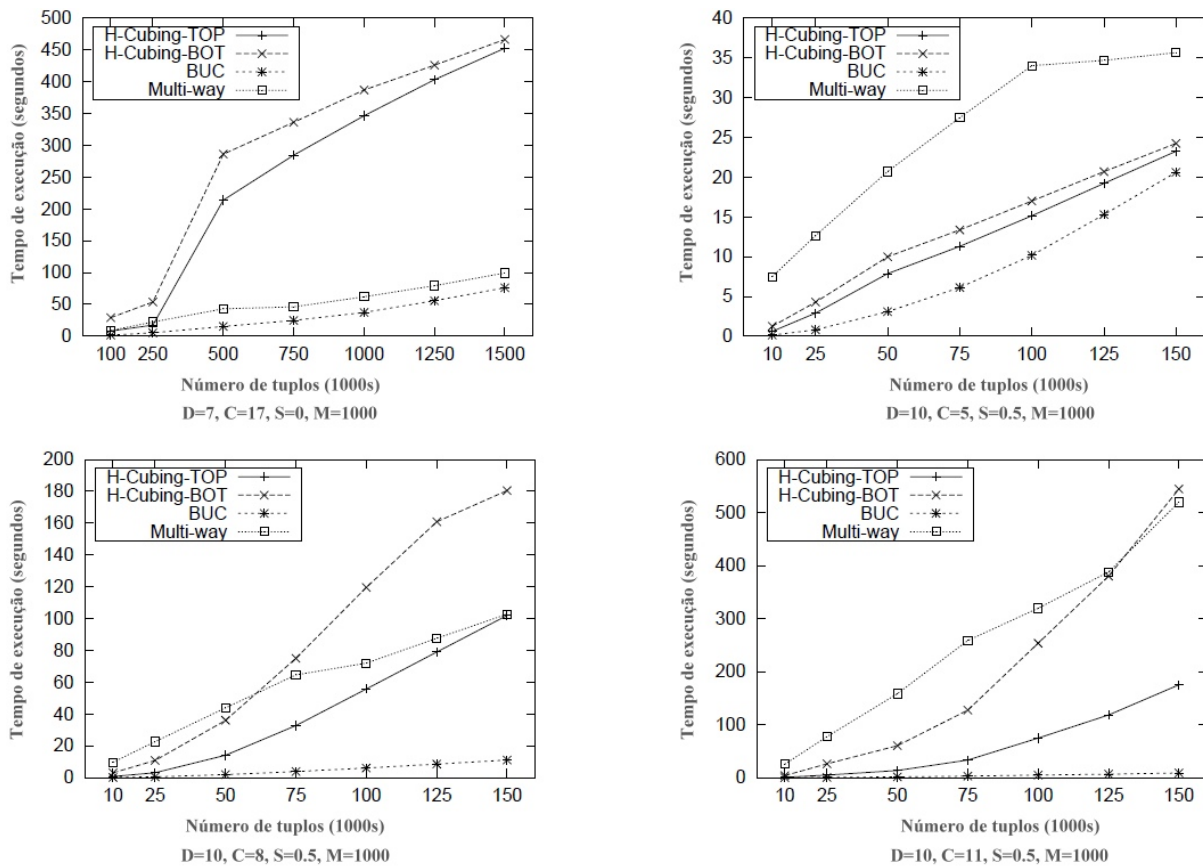 Tempo de execução (segundos)
500
450
400
350
300
250
200
150
100
50
0
H-Cubing-TOP
H-Cubing-BOT
BUC
Multi-way
100 250 500 750 1000 1250 1500
Número de tuplos (1000s)
D=7, C=17, S=0, M=1000
Tempo de execução (segundos)
40
35
30
25
20
15
10
5
0
H-Cubing-TOP
H-Cubing-BOT
BUC
Multi-way
10 25 50 75 100 125 150
Número de tuplos (1000s)
D=10, C=5, S=0.5, M=1000
Tempo de execução (segundos)
200
180
160
140
120
100
80
60
40
20
0
H-Cubing-TOP
H-Cubing-BOT
BUC
Multi-way
10 25 50 75 100 125 150
Número de tuplos (1000s)
D=10, C=8, S=0.5, M=1000
Tempo de execução (segundos)
600
500
400
300
200
100
0
H-Cubing-TOP
H-Cubing-BOT
BUC
Multi-way
10 25 50 75 100 125 150
Número de tuplos (1000s)
D=10, C=11, S=0.5, M=1000